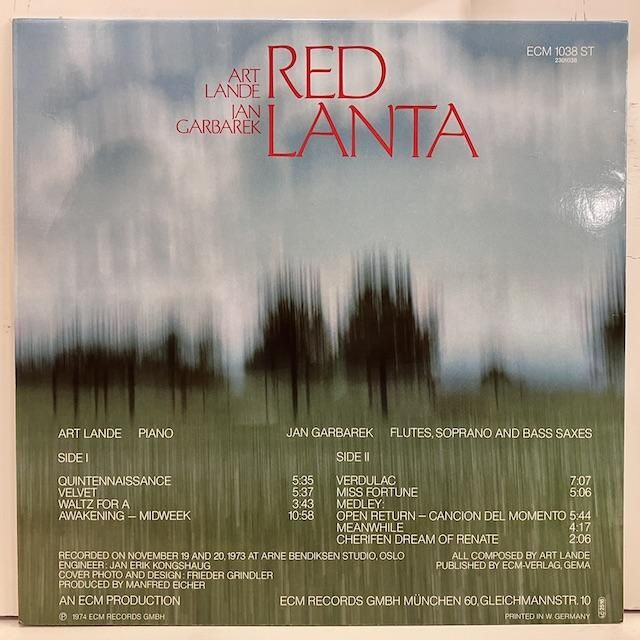 ART
LANDE
JAN
GARBAREK
RED
LANTA
ECM 1038 ST
2301038
ART LANDE PIANO
JAN GARBAREK FLUTES, SOPRANO AND BASS SAXES
SIDE I
QUINTENNAISSANCE 5:35
VELVET 5:37
WALTZ FOR A 3:43
AWAKENING – MIDWEEK 10:58
SIDE II
VERDULAC 7:07
MISS FORTUNE 5:06
MEDLEY:
OPEN RETURN – CANCION DEL MOMENTO 5:44
MEANWHILE 4:17
CHERIFEN DREAM OF RENATE 2:06
RECORDED ON NOVEMBER 19 AND 20, 1973 AT ARNE BENDIKSEN STUDIO, OSLO
ENGINEER: JAN ERIK KONGSHAUG
COVER PHOTO AND DESIGN: FRIEDER GRINDLER
PRODUCED BY MANFRED EICHER
ALL COMPOSED BY ART LANDE
PUBLISHED BY ECM-VERLAG, GEMA
AN ECM PRODUCTION
ECM RECORDS GMBH MÜNCHEN 60, GLEICHMANNSTR. 10
℗ 1974 ECM RECORDS GMBH
PRINTED IN W. GERMANY